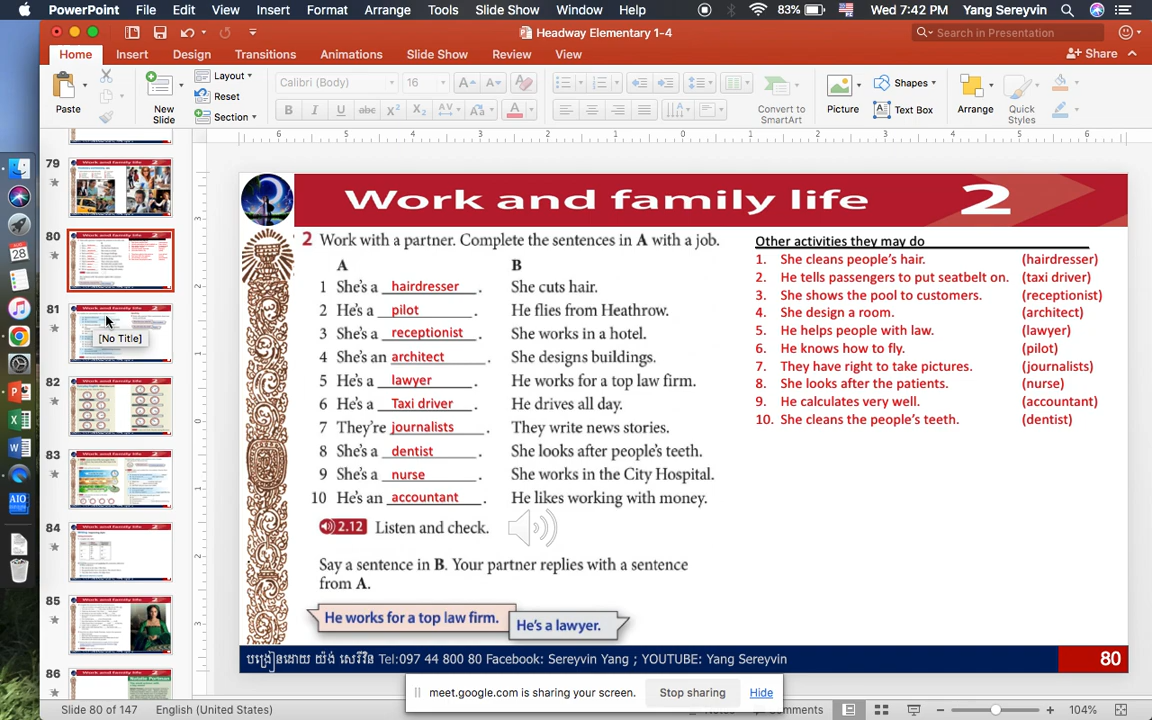 PowerPoint File Edit View Insert Format Arrange Tools Slide Show Window Help 83% Wed 7:42 PM Yang Sereyvin
Headway Elementary 1-4 Search in Presentation
Home Insert Design Transitions Animations Slide Show Review View Share
Paste New Slide Layout Reset Section Calibri (Body) 16 Convert to SmartArt Picture Shapes Text Box Arrange Quick Styles
79
80
81
[No Title]
82
83
84
85
86
Work and family life 2
2 Work with a partner. Complete the sentences in A with a job.
A B
1 She's a hairdresser . She cuts hair.
2 He's a pilot . He flies from Heathrow.
3 She's a receptionist . She works in a hotel.
4 She's an architect . She designs buildings.
5 He's a lawyer . He works for a top law firm.
6 He's a Taxi driver . He drives all day.
7 They're journalists . They write news stories.
8 She's a dentist . She looks after people's teeth.
9 She's a nurse . She works in the City Hospital.
10 He's an accountant . He likes working with money.
2.12 Listen and check.
Say a sentence in B. Your partner replies with a sentence
from A.
He works for a top law firm.
He's a lawyer.
Other activities they may do
1. She cleans people's hair. (hairdresser)
2. He tells passengers to put seatbelt on. (taxi driver)
3. She shows the pool to customers. (receptionist)
4. She design a room. (architect)
5. He helps people with law. (lawyer)
6. He knows how to fly. (pilot)
7. They have right to take pictures. (journalists)
8. She looks after the patients. (nurse)
9. He calculates very well. (accountant)
10. She cleans the people's teeth. (dentist)
បង្រៀនដោយ យ៉ង់ សេរីវិន Tel:097 44 800 80 Facebook: Sereyvin Yang ; YOUTUBE: Yang Sereyvin 80
meet.google.com is sharing your screen. Stop sharing Hide
Slide 80 of 147 English (United States) 104%